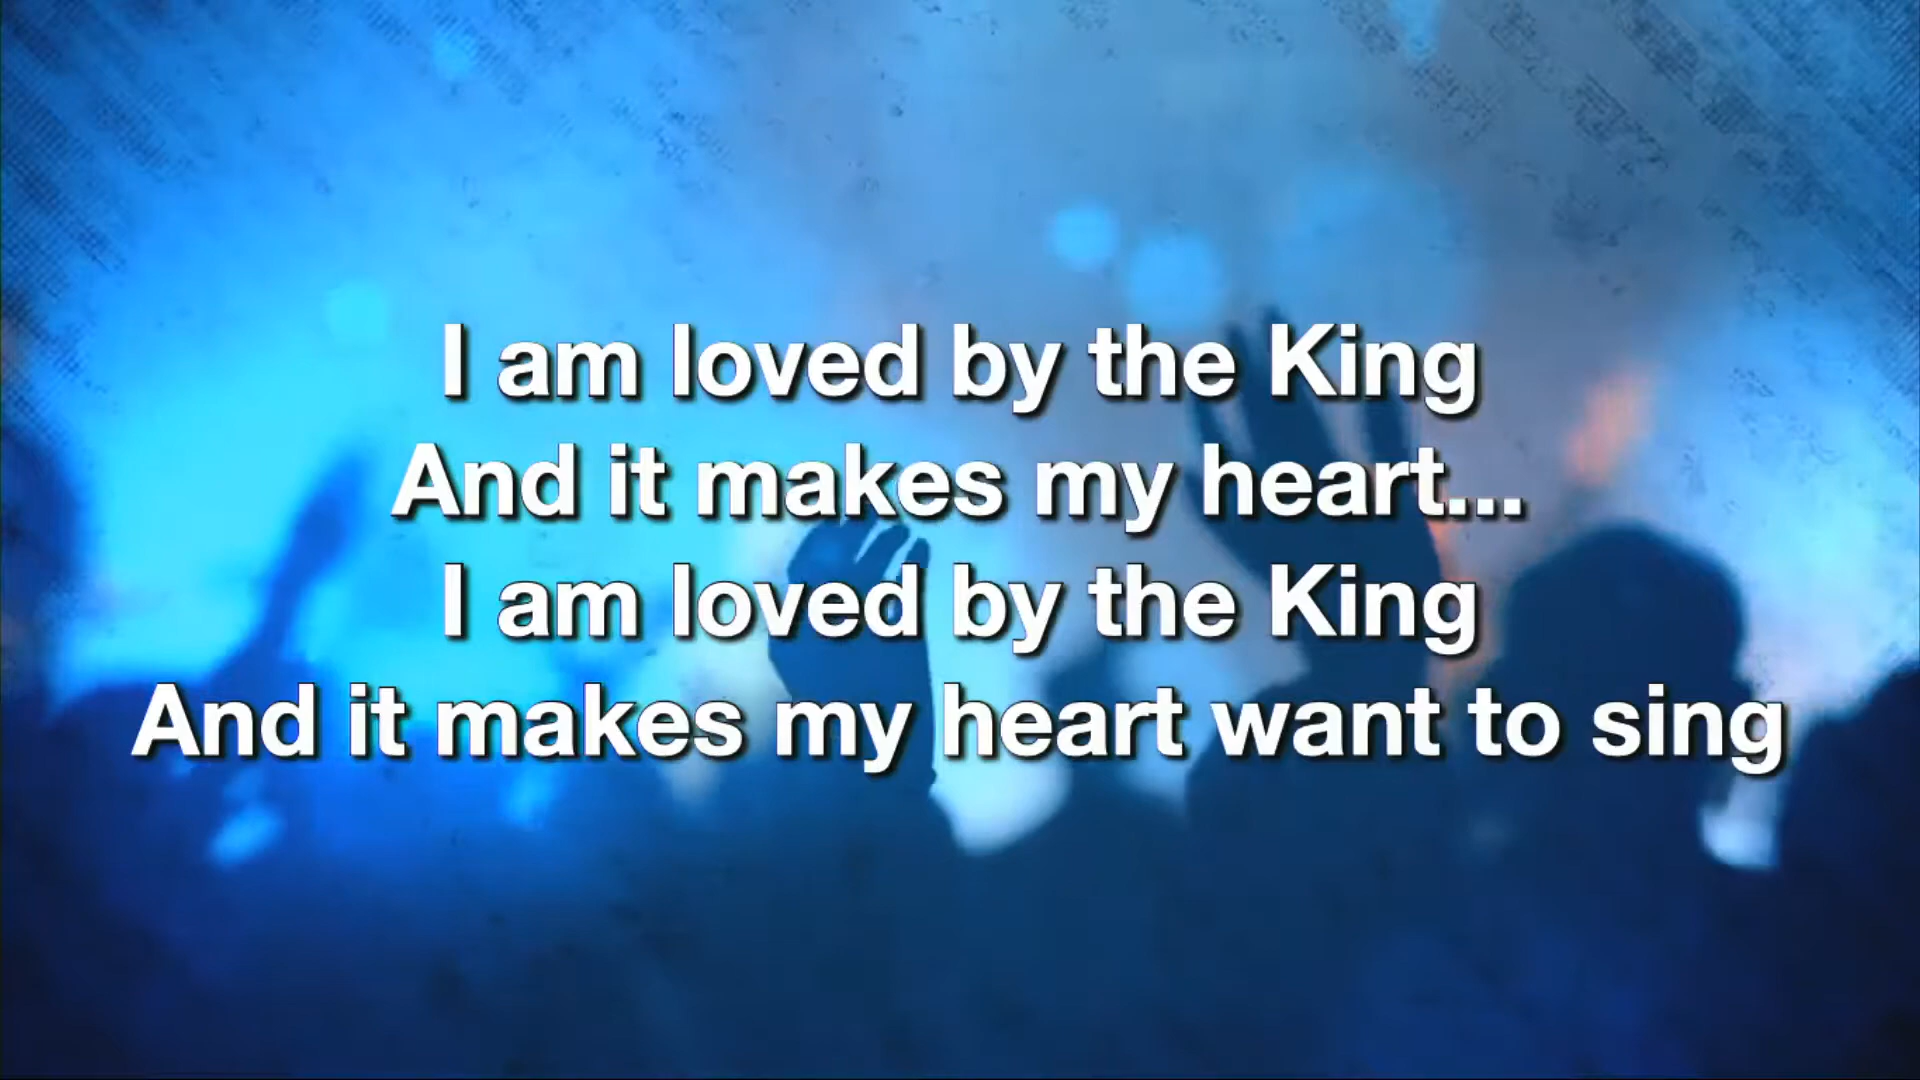 I am loved by the King
And it makes my heart...
I am loved by the King
And it makes my heart want to sing